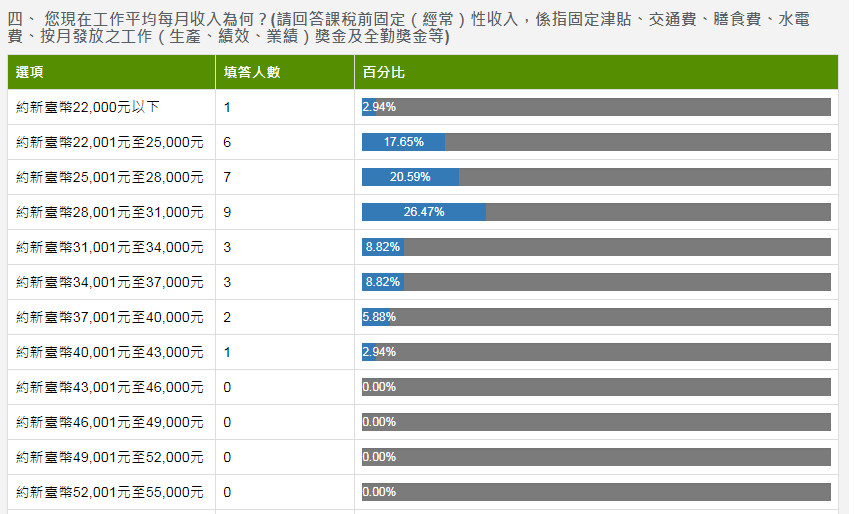 四、 您現在工作平均每月收入為何？(請回答課稅前固定（經常）性收入，係指固定津貼、交通費、膳食費、水電
費、按月發放之工作（生產、績效、業績）獎金及全勤獎金等)
選項 填答人數 百分比
約新臺幣22,000元以下 1 2.94%
約新臺幣22,001元至25,000元 6 17.65%
約新臺幣25,001元至28,000元 7 20.59%
約新臺幣28,001元至31,000元 9 26.47%
約新臺幣31,001元至34,000元 3 8.82%
約新臺幣34,001元至37,000元 3 8.82%
約新臺幣37,001元至40,000元 2 5.88%
約新臺幣40,001元至43,000元 1 2.94%
約新臺幣43,001元至46,000元 0 0.00%
約新臺幣46,001元至49,000元 0 0.00%
約新臺幣49,001元至52,000元 0 0.00%
約新臺幣52,001元至55,000元 0 0.00%